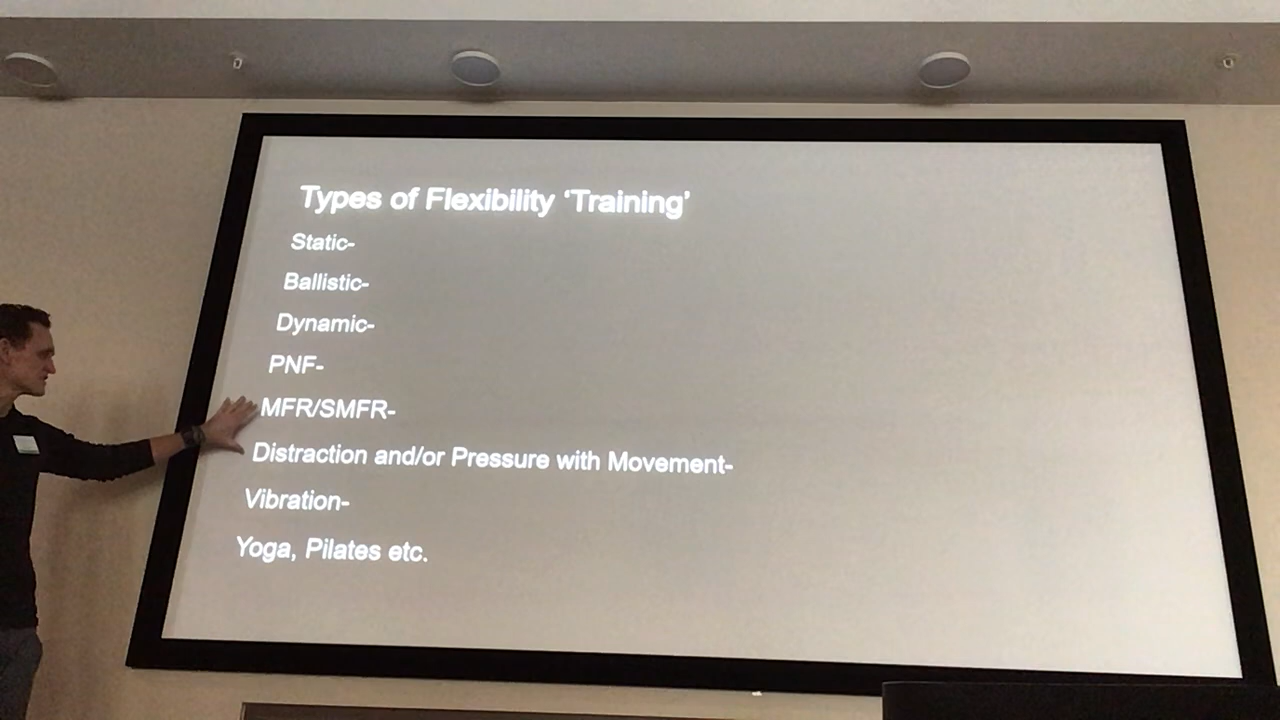 Types of Flexibility ‘Training’
Static-
Ballistic-
Dynamic-
PNF-
MFR/SMFR-
Distraction and/or Pressure with Movement-
Vibration-
Yoga, Pilates etc.